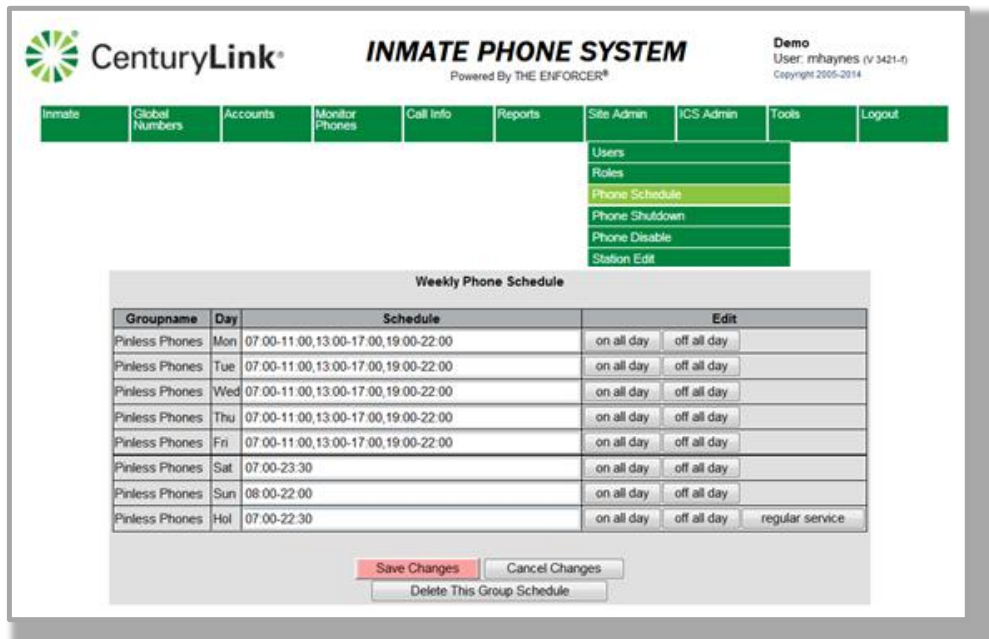 CenturyLink®
INMATE PHONE SYSTEM
Powered By THE ENFORCER®
Demo
User: mhaynes (V 3421-f)
Copyright 2005-2014
Inmate Global Numbers Accounts Monitor Phones Call Info Reports Site Admin ICS Admin Tools Logout
Users
Roles
Phone Schedule
Phone Shutdown
Phone Disable
Station Edit
Weekly Phone Schedule
Groupname Day Schedule Edit
Pinless Phones Mon 07:00-11:00,13:00-17:00,19:00-22:00 on all day off all day
Pinless Phones Tue 07:00-11:00,13:00-17:00,19:00-22:00 on all day off all day
Pinless Phones Wed 07:00-11:00,13:00-17:00,19:00-22:00 on all day off all day
Pinless Phones Thu 07:00-11:00,13:00-17:00,19:00-22:00 on all day off all day
Pinless Phones Fri 07:00-11:00,13:00-17:00,19:00-22:00 on all day off all day
Pinless Phones Sat 07:00-23:30 on all day off all day
Pinless Phones Sun 08:00-22:00 on all day off all day
Pinless Phones Hol 07:00-22:30 on all day off all day regular service
Save Changes Cancel Changes
Delete This Group Schedule